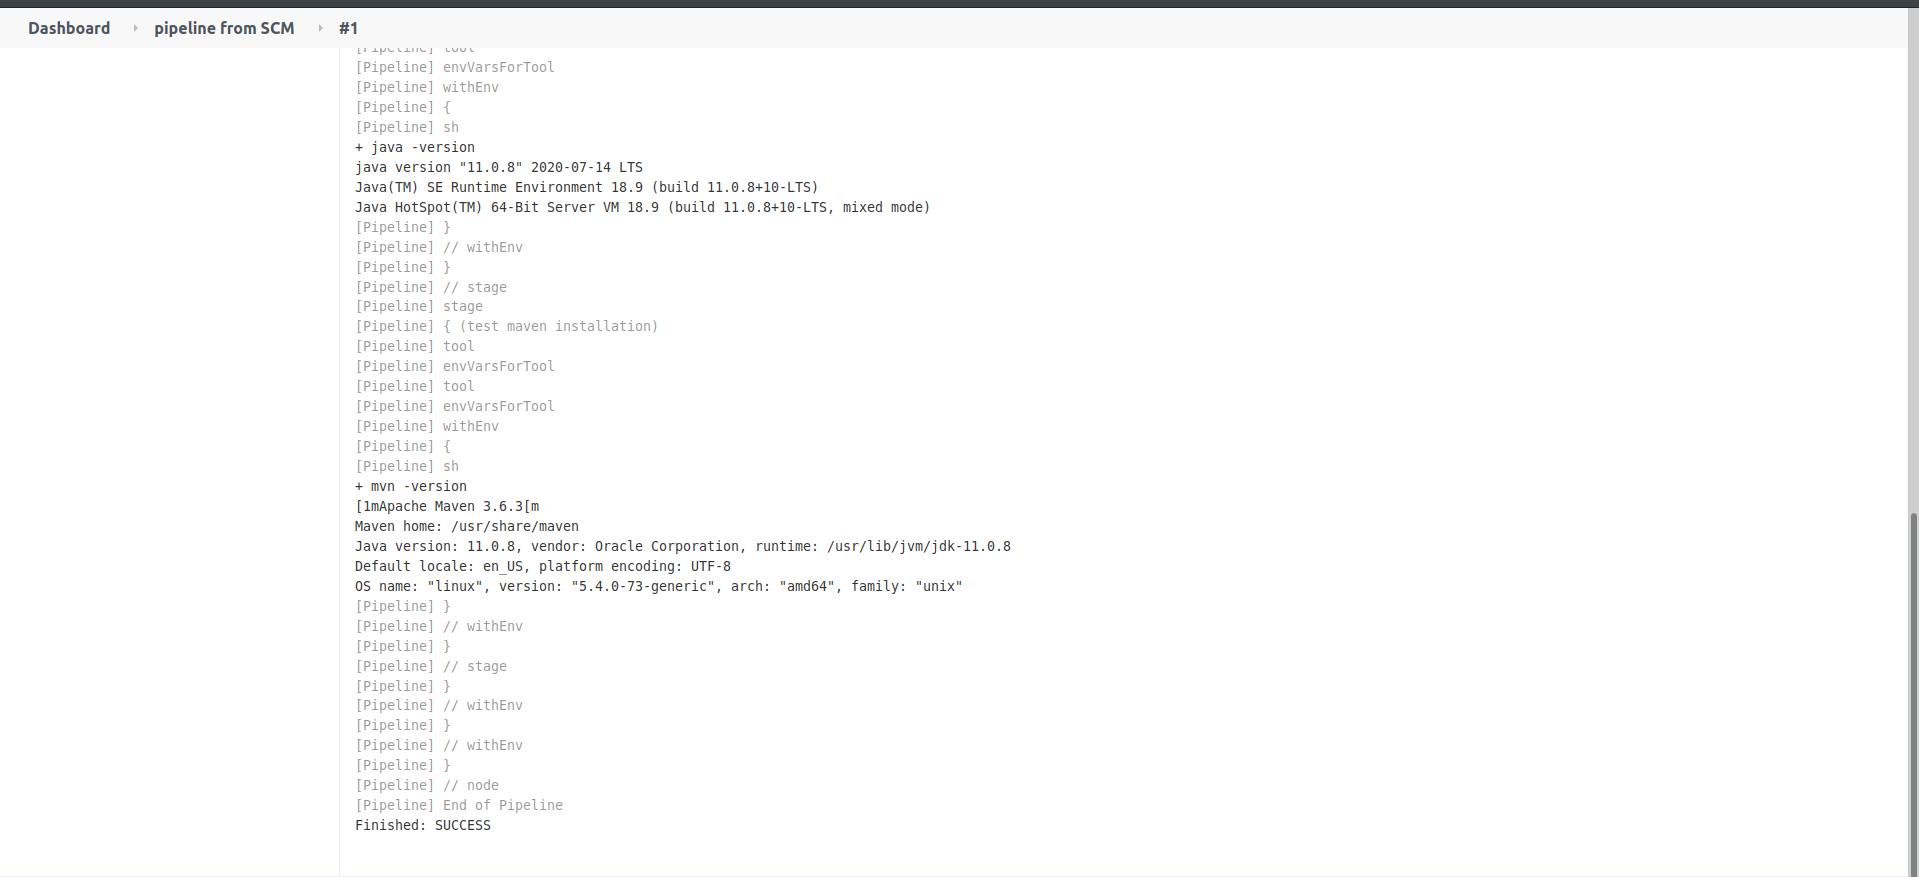 Dashboard pipeline from SCM #1
[Pipeline] tool
[Pipeline] envVarsForTool
[Pipeline] withEnv
[Pipeline] {
[Pipeline] sh
+ java -version
java version "11.0.8" 2020-07-14 LTS
Java(TM) SE Runtime Environment 18.9 (build 11.0.8+10-LTS)
Java HotSpot(TM) 64-Bit Server VM 18.9 (build 11.0.8+10-LTS, mixed mode)
[Pipeline] }
[Pipeline] // withEnv
[Pipeline] }
[Pipeline] // stage
[Pipeline] stage
[Pipeline] { (test maven installation)
[Pipeline] tool
[Pipeline] envVarsForTool
[Pipeline] tool
[Pipeline] envVarsForTool
[Pipeline] withEnv
[Pipeline] {
[Pipeline] sh
+ mvn -version
[1mApache Maven 3.6.3[m
Maven home: /usr/share/maven
Java version: 11.0.8, vendor: Oracle Corporation, runtime: /usr/lib/jvm/jdk-11.0.8
Default locale: en_US, platform encoding: UTF-8
OS name: "linux", version: "5.4.0-73-generic", arch: "amd64", family: "unix"
[Pipeline] }
[Pipeline] // withEnv
[Pipeline] }
[Pipeline] // stage
[Pipeline] }
[Pipeline] // withEnv
[Pipeline] }
[Pipeline] // withEnv
[Pipeline] }
[Pipeline] // node
[Pipeline] End of Pipeline
Finished: SUCCESS